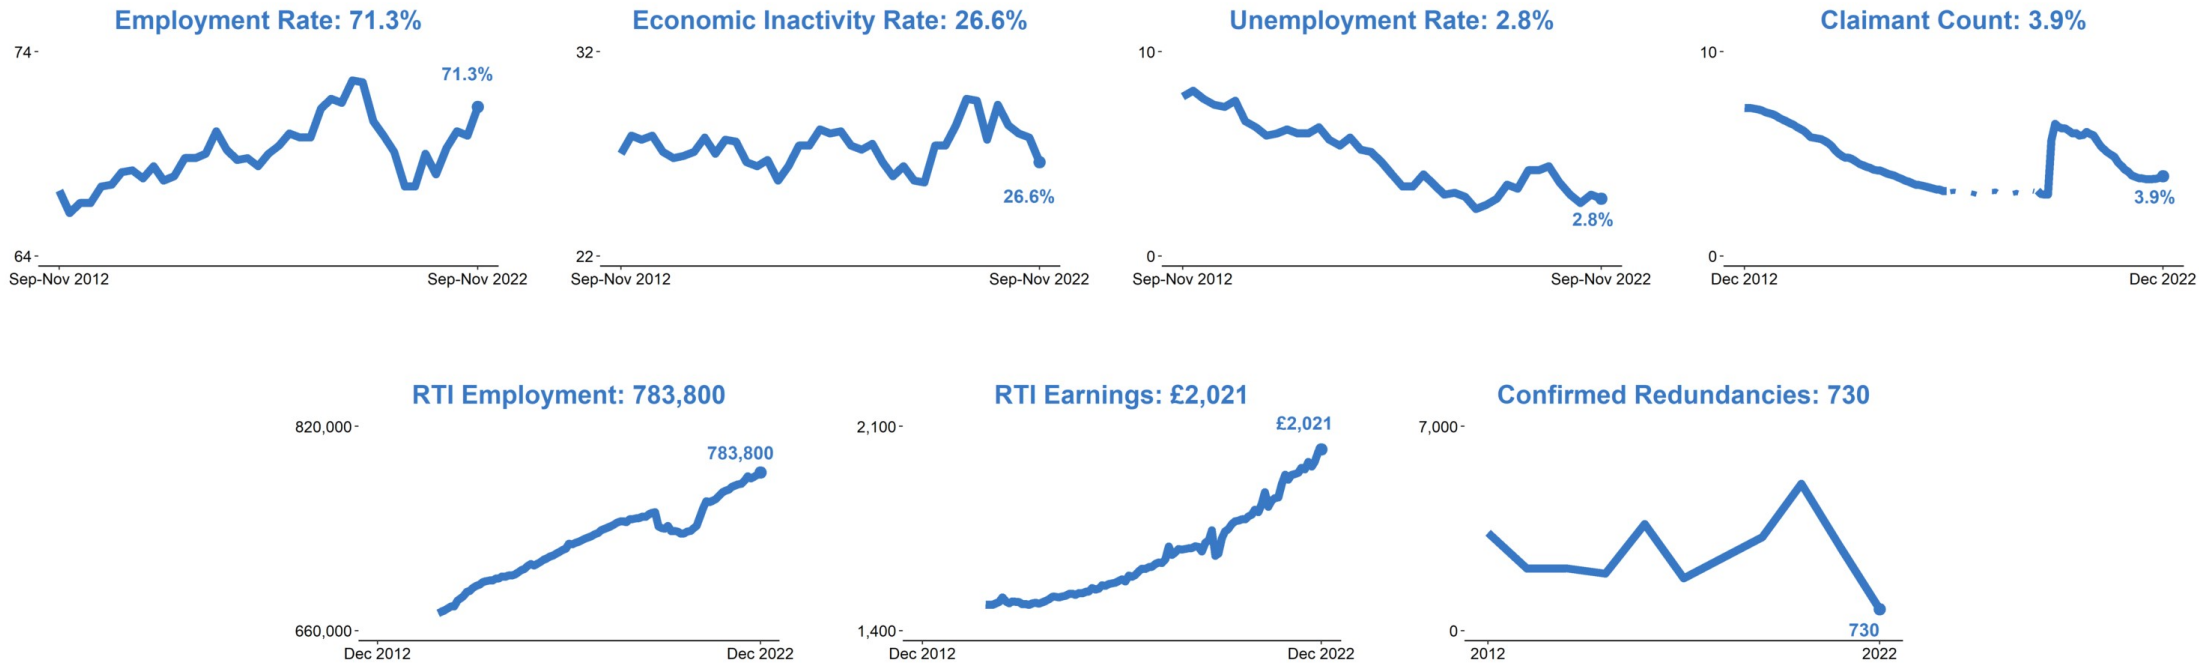 Employment Rate: 71.3%
74
71.3%
64
Sep-Nov 2012
Sep-Nov 2022
Economic Inactivity Rate: 26.6%
32
26.6%
22
Sep-Nov 2012
Sep-Nov 2022
Unemployment Rate: 2.8%
10
2.8%
0
Sep-Nov 2012
Sep-Nov 2022
Claimant Count: 3.9%
10
3.9%
0
Dec 2012
Dec 2022
RTI Employment: 783,800
820,000
783,800
660,000
Dec 2012
Dec 2022
RTI Earnings: £2,021
2,100
£2,021
1,400
Dec 2012
Dec 2022
Confirmed Redundancies: 730
7,000
730
0
2012
2022